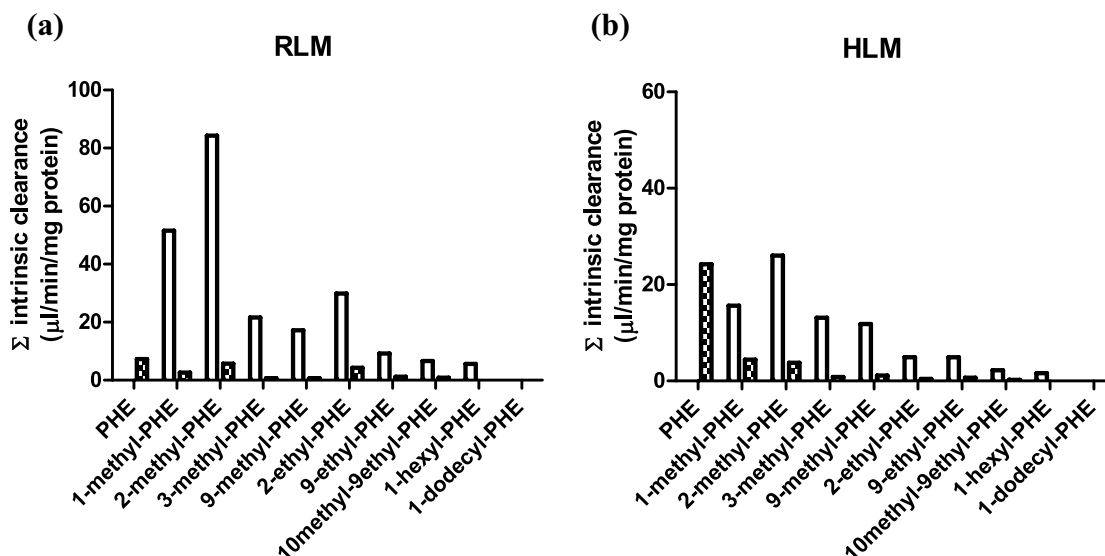 (a)
RLM
Σ intrinsic clearance
(μl/min/mg protein)
100
80
60
40
20
0
PHE
1-methyl-PHE
2-methyl-PHE
3-methyl-PHE
9-methyl-PHE
2-ethyl-PHE
9-ethyl-PHE
10methyl-9ethyl-PHE
1-hexyl-PHE
1-dodecyl-PHE
(b)
HLM
Σ intrinsic clearance
(μl/min/mg protein)
60
40
20
0
PHE
1-methyl-PHE
2-methyl-PHE
3-methyl-PHE
9-methyl-PHE
2-ethyl-PHE
9-ethyl-PHE
10methyl-9ethyl-PHE
1-hexyl-PHE
1-dodecyl-PHE